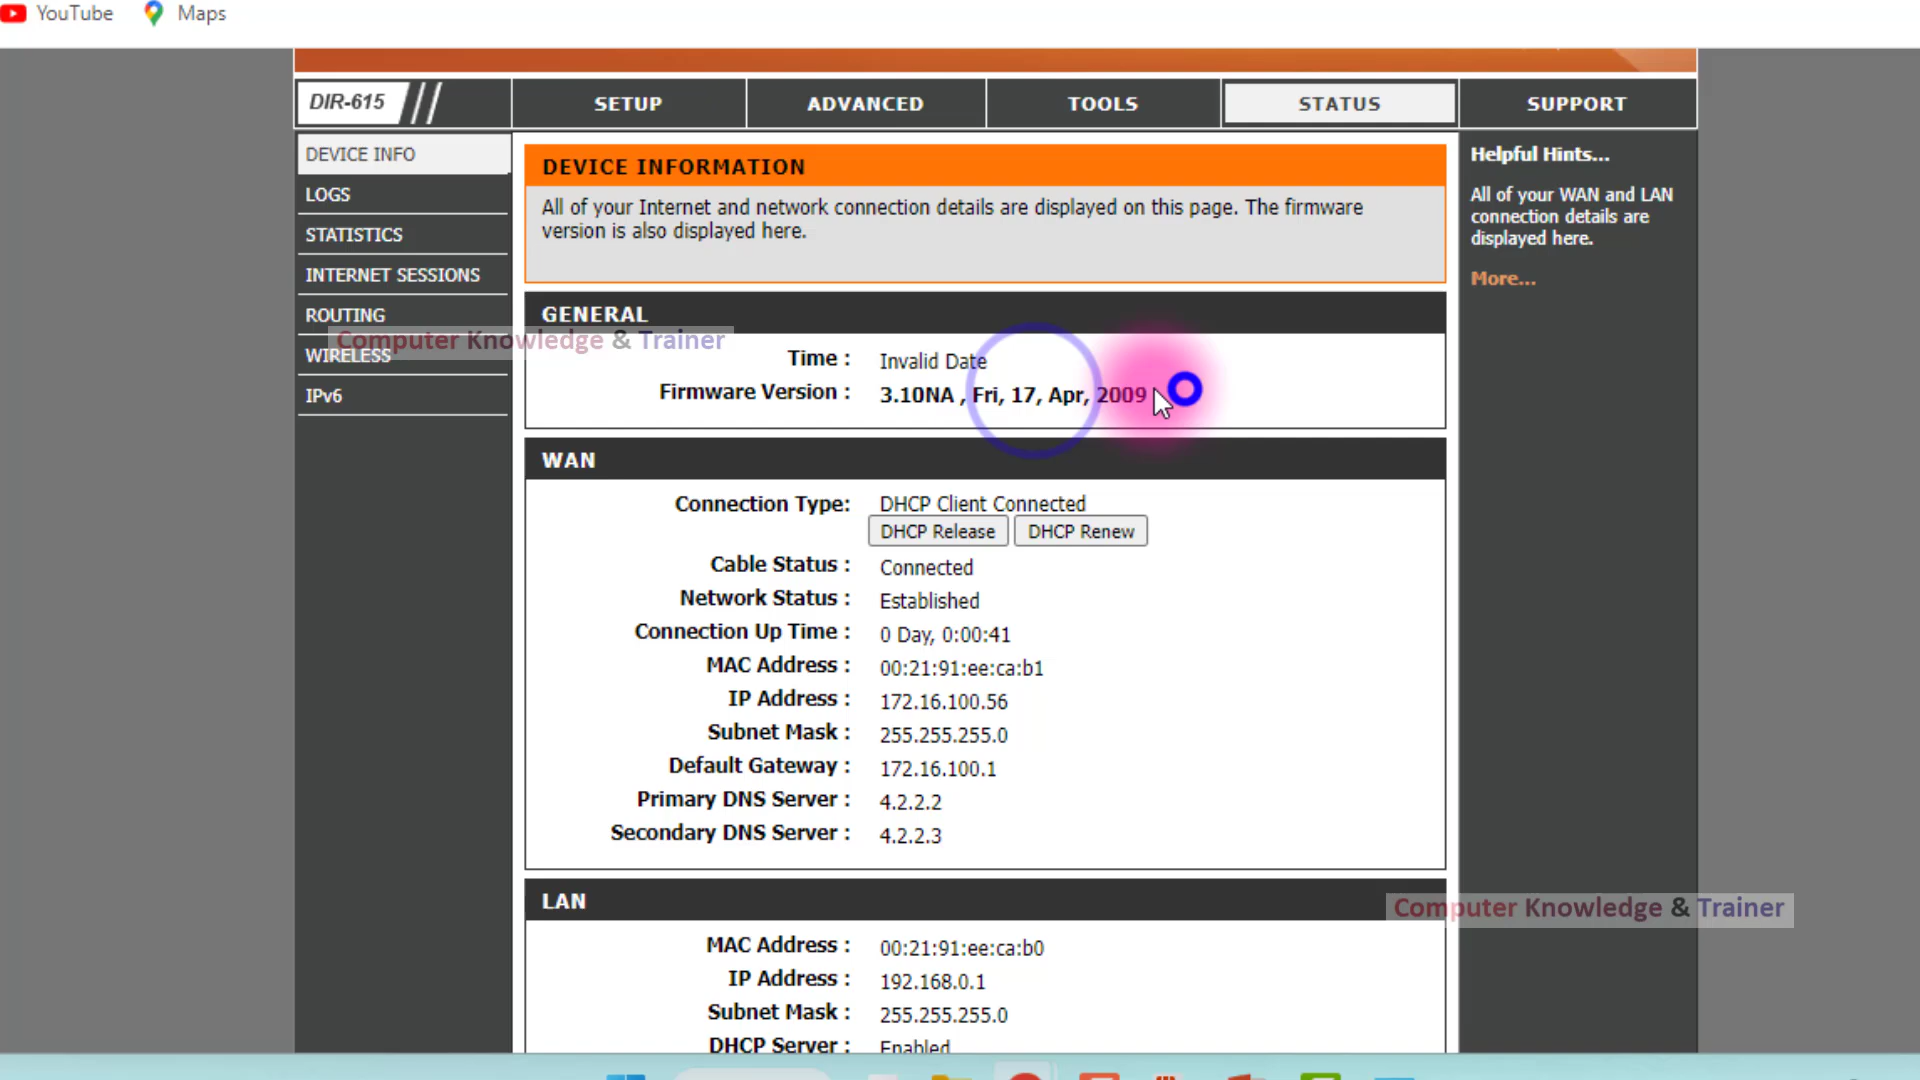 YouTube Maps
DIR-615 SETUP ADVANCED TOOLS STATUS SUPPORT
DEVICE INFO
LOGS
STATISTICS
INTERNET SESSIONS
ROUTING
WIRELESS
IPv6
DEVICE INFORMATION
All of your Internet and network connection details are displayed on this page. The firmware
version is also displayed here.
GENERAL
Computer Knowledge & Trainer
Time : Invalid Date
Firmware Version : 3.10NA , Fri, 17, Apr, 2009
WAN
Connection Type: DHCP Client Connected
DHCP Release DHCP Renew
Cable Status : Connected
Network Status : Established
Connection Up Time : 0 Day, 0:00:41
MAC Address : 00:21:91:ee:ca:b1
IP Address : 172.16.100.56
Subnet Mask : 255.255.255.0
Default Gateway : 172.16.100.1
Primary DNS Server : 4.2.2.2
Secondary DNS Server : 4.2.2.3
LAN
MAC Address : 00:21:91:ee:ca:b0
IP Address : 192.168.0.1
Subnet Mask : 255.255.255.0
DHCP Server : Enabled
Helpful Hints...
All of your WAN and LAN
connection details are
displayed here.
More...
Computer Knowledge & Trainer